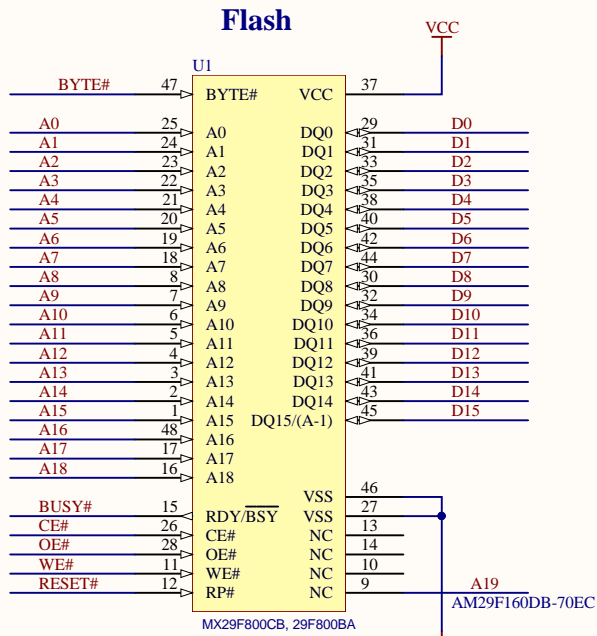 Flash
VCC
U1
BYTE# 47 BYTE# VCC 37
A0 25 A0 DQ0 29 D0
A1 24 A1 DQ1 31 D1
A2 23 A2 DQ2 33 D2
A3 22 A3 DQ3 35 D3
A4 21 A4 DQ4 38 D4
A5 20 A5 DQ5 40 D5
A6 19 A6 DQ6 42 D6
A7 18 A7 DQ7 44 D7
A8 8 A8 DQ8 30 D8
A9 7 A9 DQ9 32 D9
A10 6 A10 DQ10 34 D10
A11 5 A11 DQ11 36 D11
A12 4 A12 DQ12 39 D12
A13 3 A13 DQ13 41 D13
A14 2 A14 DQ14 43 D14
A15 1 A15 DQ15/(A-1) 45 D15
A16 48 A16
A17 17 A17
A18 16 A18
VSS 46
BUSY# 15 RDY/BSY VSS 27
CE# 26 CE# NC 13
OE# 28 OE# NC 14
WE# 11 WE# NC 10
RESET# 12 RP# NC 9 A19
AM29F160DB-70EC
MX29F800CB, 29F800BA